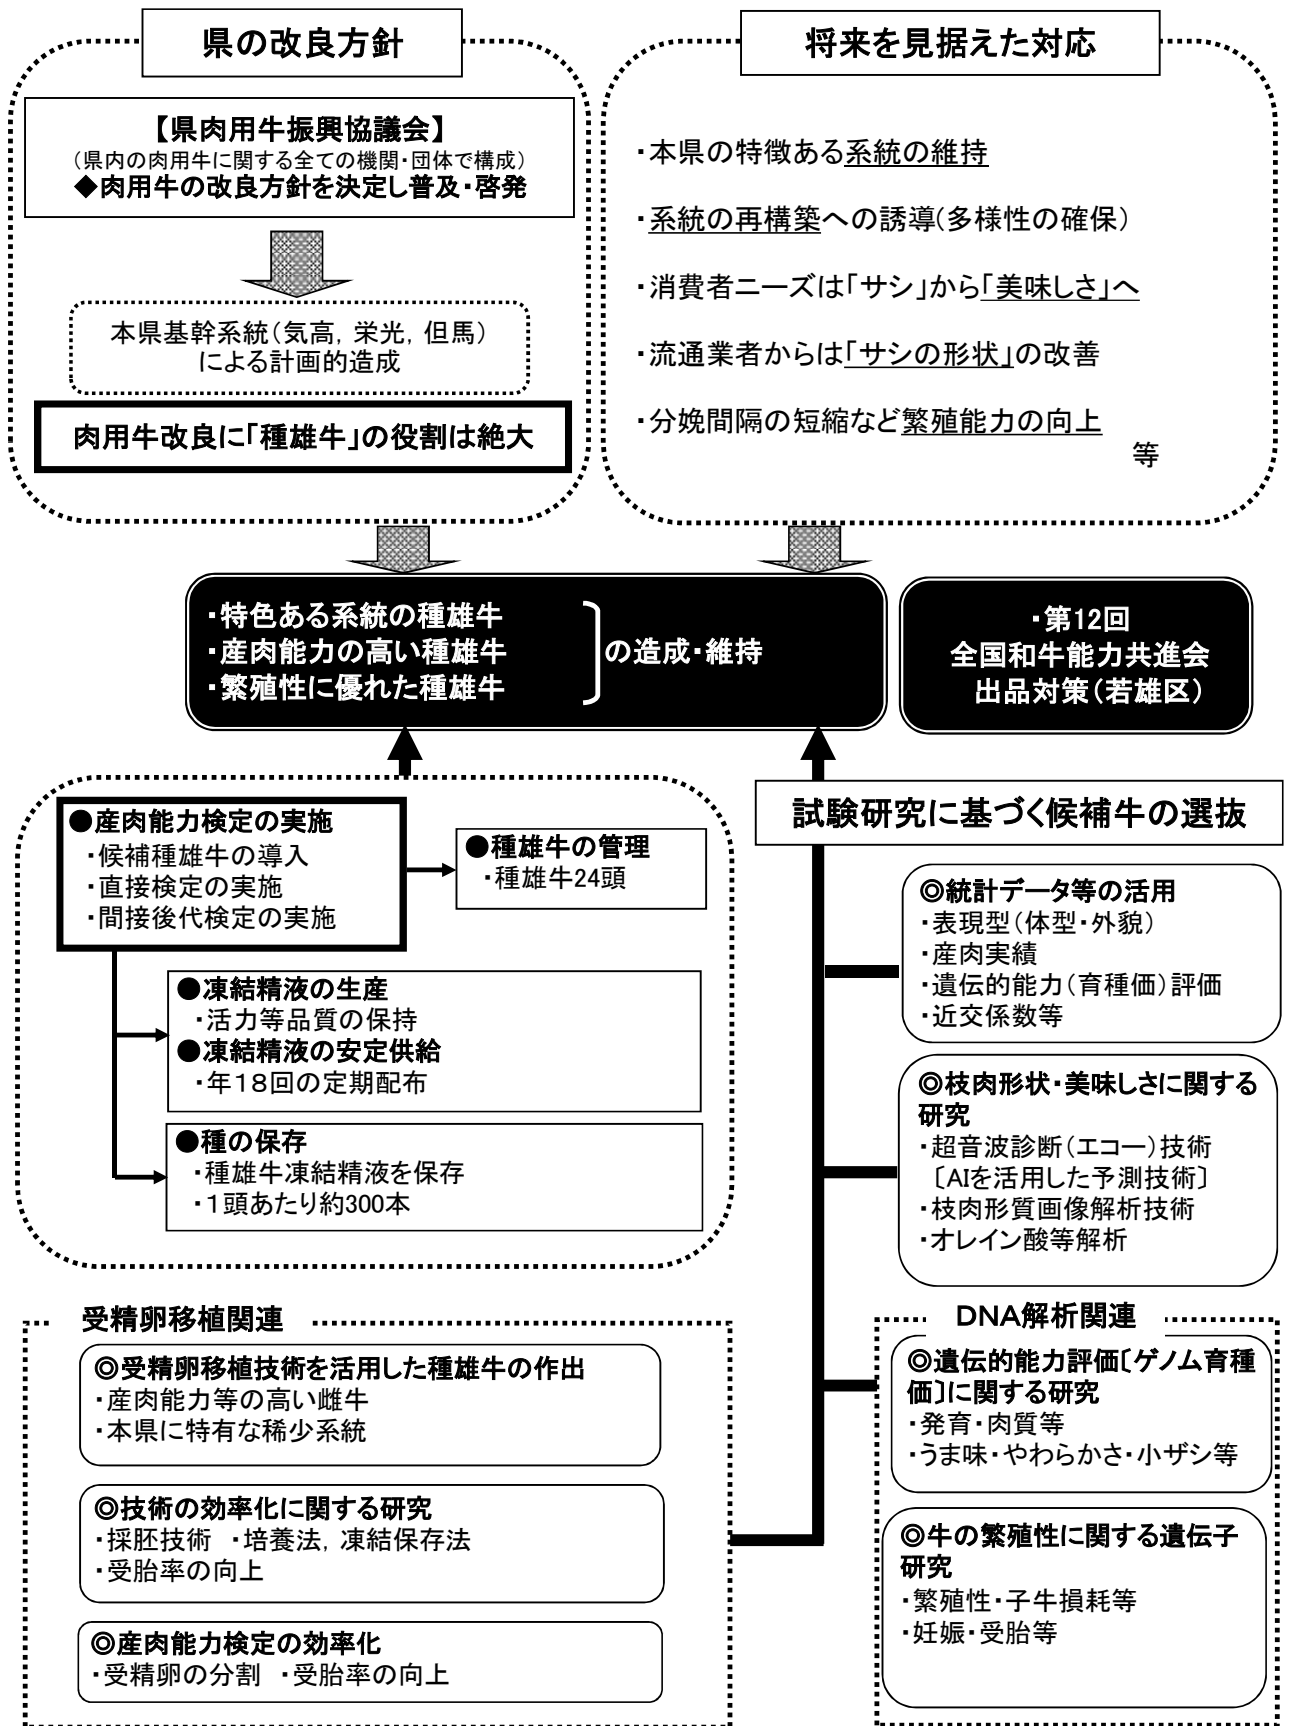 県の改良方針
【県肉用牛振興協議会】
（県内の肉用牛に関する全ての機関・団体で構成）
◆肉用牛の改良方針を決定し普及・啓発
本県基幹系統（気高，栄光，但馬）
による計画的造成
肉用牛改良に「種雄牛」の役割は絶大
将来を見据えた対応
・本県の特徴ある系統の維持
・系統の再構築への誘導（多様性の確保）
・消費者ニーズは「サシ」から「美味しさ」へ
・流通業者からは「サシの形状」の改善
・分娩間隔の短縮など繁殖能力の向上
等
・特色ある系統の種雄牛
・産肉能力の高い種雄牛
・繁殖性に優れた種雄牛
の造成・維持
・第12回
全国和牛能力共進会
出品対策（若雄区）
●産肉能力検定の実施
・候補種雄牛の導入
・直接検定の実施
・間接後代検定の実施
●種雄牛の管理
・種雄牛24頭
●凍結精液の生産
・活力等品質の保持
●凍結精液の安定供給
・年１８回の定期配布
●種の保存
・種雄牛凍結精液を保存
・１頭あたり約300本
試験研究に基づく候補牛の選抜
◎統計データ等の活用
・表現型（体型・外貌）
・産肉実績
・遺伝的能力（育種価）評価
・近交係数等
◎枝肉形状・美味しさに関する
研究
・超音波診断（エコー）技術
〔AIを活用した予測技術〕
・枝肉形質画像解析技術
・オレイン酸等解析
受精卵移植関連
◎受精卵移植技術を活用した種雄牛の作出
・産肉能力等の高い雌牛
・本県に特有な稀少系統
◎技術の効率化に関する研究
・採胚技術　・培養法，凍結保存法
・受胎率の向上
◎産肉能力検定の効率化
・受精卵の分割　・受胎率の向上
ＤＮＡ解析関連
◎遺伝的能力評価〔ゲノム育種
価〕に関する研究
・発育・肉質等
・うま味・やわらかさ・小ザシ等
◎牛の繁殖性に関する遺伝子
研究
・繁殖性・子牛損耗等
・妊娠・受胎等